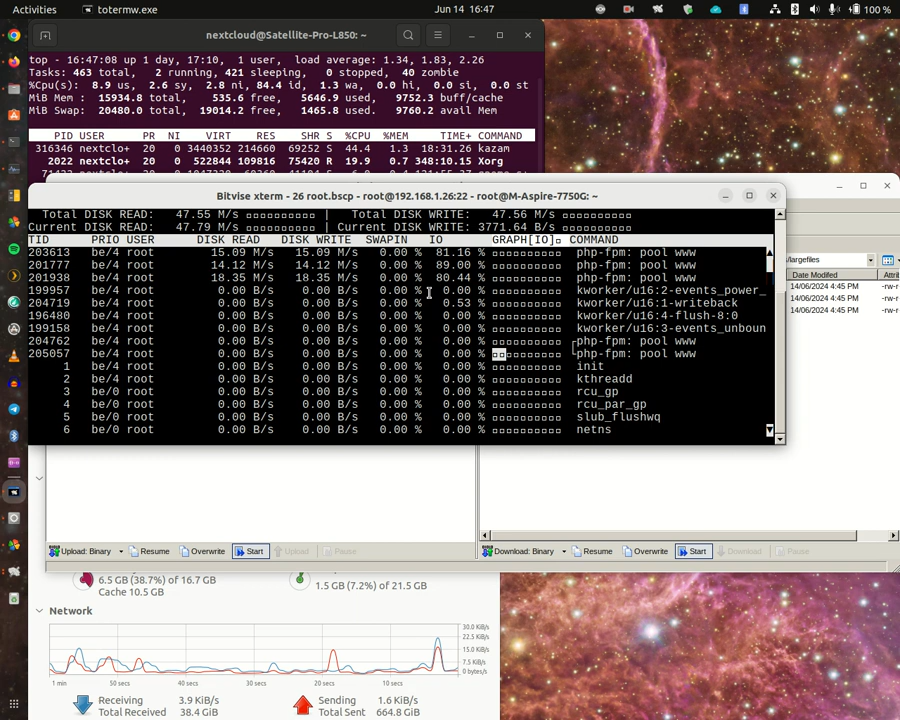 Activities
totermw.exe
Jun 14 16:47
100 %
nextcloud@Satellite-Pro-L850: ~
top - 16:47:08 up 1 day, 17:10, 1 user, load average: 1.34, 1.83, 2.26
Tasks: 463 total, 2 running, 421 sleeping, 0 stopped, 40 zombie
%Cpu(s): 8.9 us, 2.6 sy, 2.8 ni, 84.4 id, 1.3 wa, 0.0 hi, 0.0 si, 0.0 st
MiB Mem : 15934.8 total, 535.6 free, 5646.9 used, 9752.3 buff/cache
MiB Swap: 20480.0 total, 19014.2 free, 1465.8 used. 9760.2 avail Mem
PID USER PR NI VIRT RES SHR S %CPU %MEM TIME+ COMMAND
316346 nextclo+ 20 0 3440352 214660 69252 S 44.4 1.3 18:31.26 kazam
2022 nextclo+ 20 0 522844 109816 75420 R 19.9 0.7 348:10.15 Xorg
Bitvise xterm - 26 root.bscp - root@192.168.1.26:22 - root@M-Aspire-7750G: ~
Total DISK READ: 47.55 M/s | Total DISK WRITE: 47.56 M/s
Current DISK READ: 47.79 M/s | Current DISK WRITE: 3771.64 B/s
TID PRIO USER DISK READ DISK WRITE SWAPIN IO GRAPH[IO] COMMAND
203613 be/4 root 15.09 M/s 15.09 M/s 0.00 % 81.16 % php-fpm: pool www
201777 be/4 root 14.12 M/s 14.12 M/s 0.00 % 89.00 % php-fpm: pool www
201938 be/4 root 18.35 M/s 18.35 M/s 0.00 % 80.44 % php-fpm: pool www
199957 be/4 root 0.00 B/s 0.00 B/s 0.00 % 0.00 % kworker/u16:2-events_power_
204719 be/4 root 0.00 B/s 0.00 B/s 0.00 % 0.53 % kworker/u16:1-writeback
196480 be/4 root 0.00 B/s 0.00 B/s 0.00 % 0.00 % kworker/u16:4-flush-8:0
199158 be/4 root 0.00 B/s 0.00 B/s 0.00 % 0.00 % kworker/u16:3-events_unboun
204762 be/4 root 0.00 B/s 0.00 B/s 0.00 % 0.00 % php-fpm: pool www
205057 be/4 root 0.00 B/s 0.00 B/s 0.00 % 0.00 % php-fpm: pool www
1 be/4 root 0.00 B/s 0.00 B/s 0.00 % 0.00 % init
2 be/4 root 0.00 B/s 0.00 B/s 0.00 % 0.00 % kthreadd
3 be/0 root 0.00 B/s 0.00 B/s 0.00 % 0.00 % rcu_gp
4 be/0 root 0.00 B/s 0.00 B/s 0.00 % 0.00 % rcu_par_gp
5 be/0 root 0.00 B/s 0.00 B/s 0.00 % 0.00 % slub_flushwq
6 be/0 root 0.00 B/s 0.00 B/s 0.00 % 0.00 % netns
/largefiles
Date Modified Attri
14/06/2024 4:45 PM -rw-r
14/06/2024 4:45 PM -rw-r
14/06/2024 4:45 PM -rw-r
Upload: Binary Resume Overwrite Start Upload Pause
Download: Binary Resume Overwrite Start Download Pause
6.5 GB (38.7%) of 16.7 GB
Cache 10.5 GB
1.5 GB (7.2%) of 21.5 GB
Network
30.0 KiB/s
22.5 KiB/s
15.0 KiB/s
7.5 KiB/s
0 bytes/s
1 min 50 secs 40 secs 30 secs 20 secs 10 secs
Receiving 3.9 KiB/s
Total Received 38.4 GiB
Sending 1.6 KiB/s
Total Sent 664.8 GiB